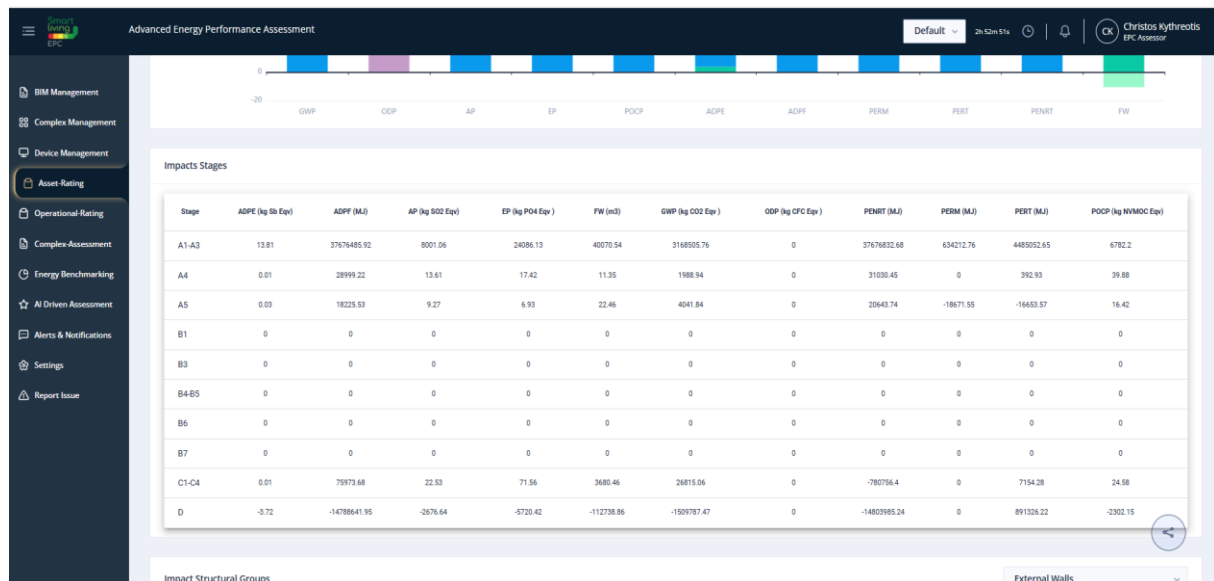 Smart
living
EPC
Advanced Energy Performance Assessment
Default
2h 52m 51s
CK
Christos Kythreotis
EPC Assessor
BIM Management
Complex Management
Device Management
Asset-Rating
Operational-Rating
Complex-Assessment
Energy Benchmarking
AI Driven Assessment
Alerts & Notifications
Settings
Report Issue
0
-20
GWP ODP AP EP POCP ADPE ADPF PERM PERT PENRT FW
Impacts Stages
Stage ADPE (kg Sb Eqv) ADPF (MJ) AP (kg SO2 Eqv) EP (kg PO4 Eqv ) FW (m3) GWP (kg CO2 Eqv ) ODP (kg CFC Eqv ) PENRT (MJ) PERM (MJ) PERT (MJ) POCP (kg NVMOC Eqv)
A1-A3 13.81 37676485.92 8001.06 24086.13 40070.54 3168505.76 0 37676832.68 634212.76 4485052.65 6782.2
A4 0.01 28999.22 13.61 17.42 11.35 1988.94 0 31030.45 0 392.93 39.88
A5 0.03 18225.53 9.27 6.93 22.46 4041.84 0 20643.74 -18671.55 -16653.57 16.42
B1 0 0 0 0 0 0 0 0 0 0 0
B3 0 0 0 0 0 0 0 0 0 0 0
B4-B5 0 0 0 0 0 0 0 0 0 0 0
B6 0 0 0 0 0 0 0 0 0 0 0
B7 0 0 0 0 0 0 0 0 0 0 0
C1-C4 0.01 75973.68 22.53 71.56 3680.46 26815.06 0 -780756.4 0 7154.28 24.58
D -3.72 -14788641.95 -2676.64 -5720.42 -112738.86 -1509787.47 0 -14803985.24 0 891326.22 -2302.15
Impact Structural Groups
External Walls